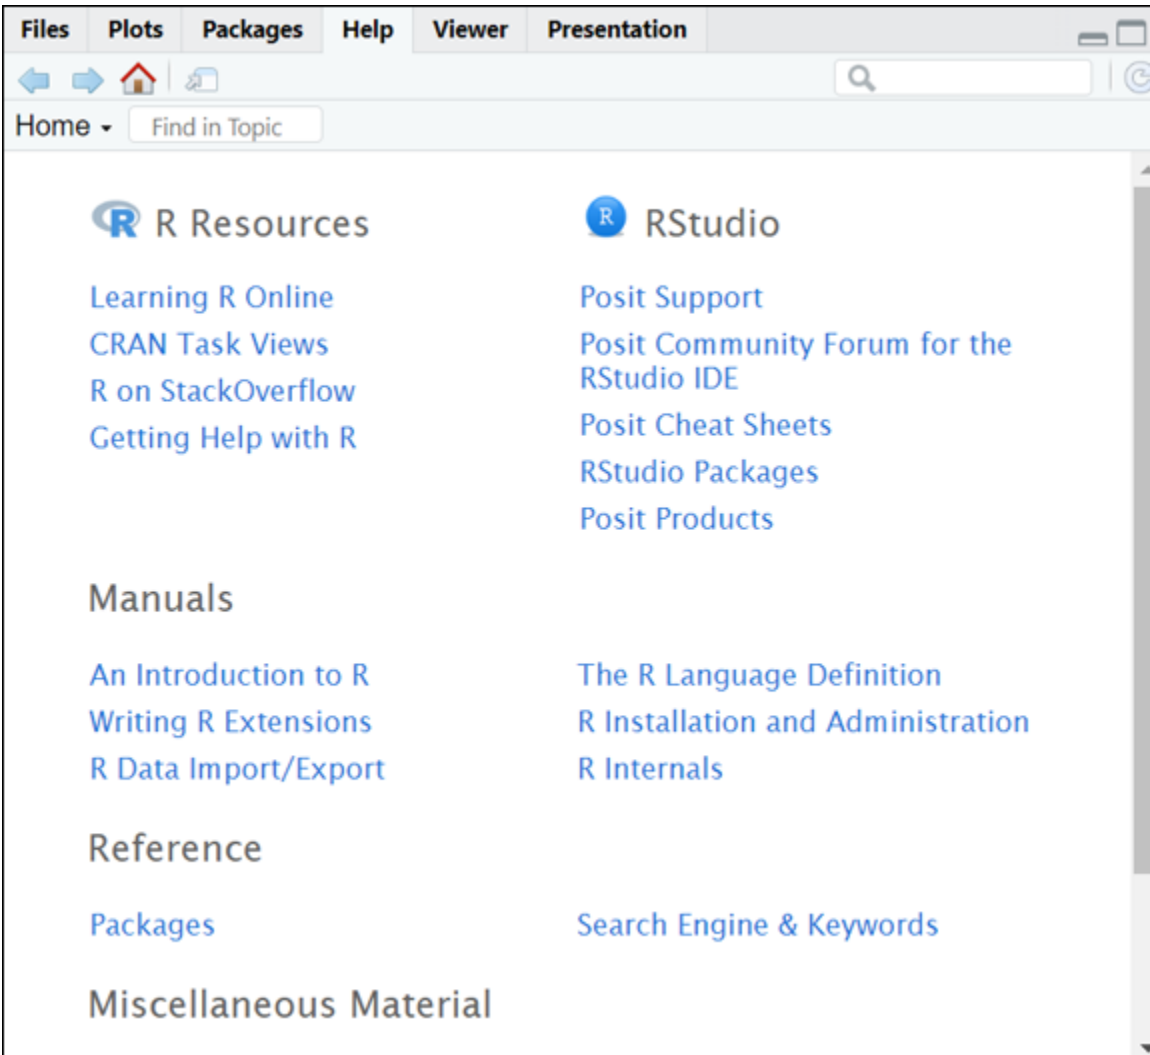 Files Plots Packages Help Viewer Presentation
Home Find in Topic
R R Resources
Learning R Online
CRAN Task Views
R on StackOverflow
Getting Help with R
R RStudio
Posit Support
Posit Community Forum for the
RStudio IDE
Posit Cheat Sheets
RStudio Packages
Posit Products
Manuals
An Introduction to R
Writing R Extensions
R Data Import/Export
The R Language Definition
R Installation and Administration
R Internals
Reference
Packages
Search Engine & Keywords
Miscellaneous Material